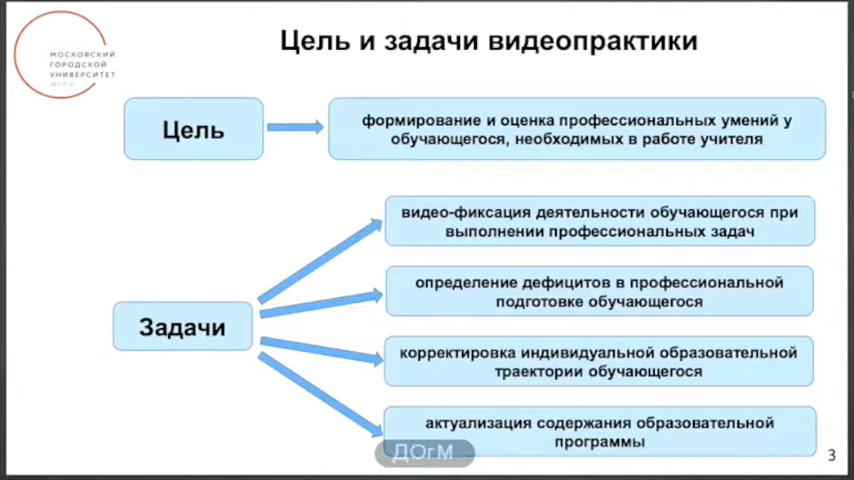 МОСКОВСКИЙ
ГОРОДСКОЙ
УНИВЕРСИТЕТ
МГПУ
Цель и задачи видеопрактики
Цель
формирование и оценка профессиональных умений у
обучающегося, необходимых в работе учителя
Задачи
видео-фиксация деятельности обучающегося при
выполнении профессиональных задач
определение дефицитов в профессиональной
подготовке обучающегося
корректировка индивидуальной образовательной
траектории обучающегося
актуализация содержания образовательной
программы
ДОгМ
3